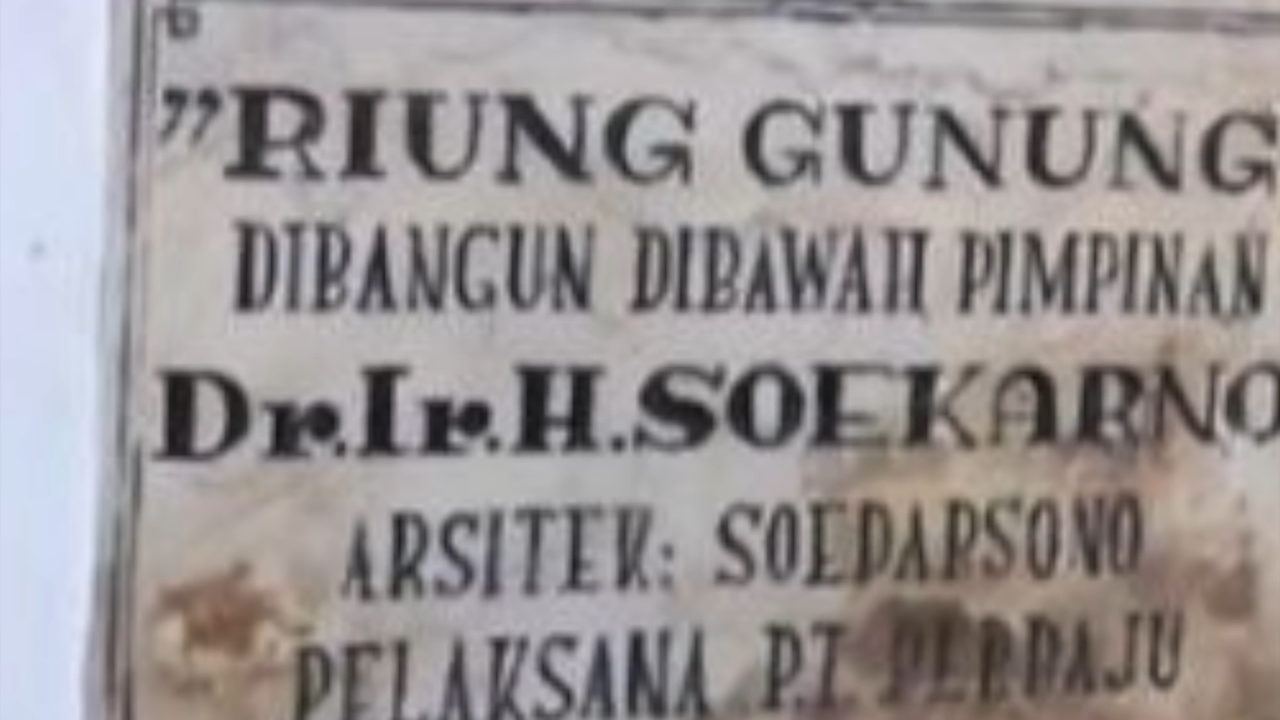 "RIUNG GUNUNG
DIBANGUN DIBAWAH PIMPINAN
Dr.Ir.H.SOEKARNO
ARSITEK: SOEDARSONO
PELAKSANA P.T.